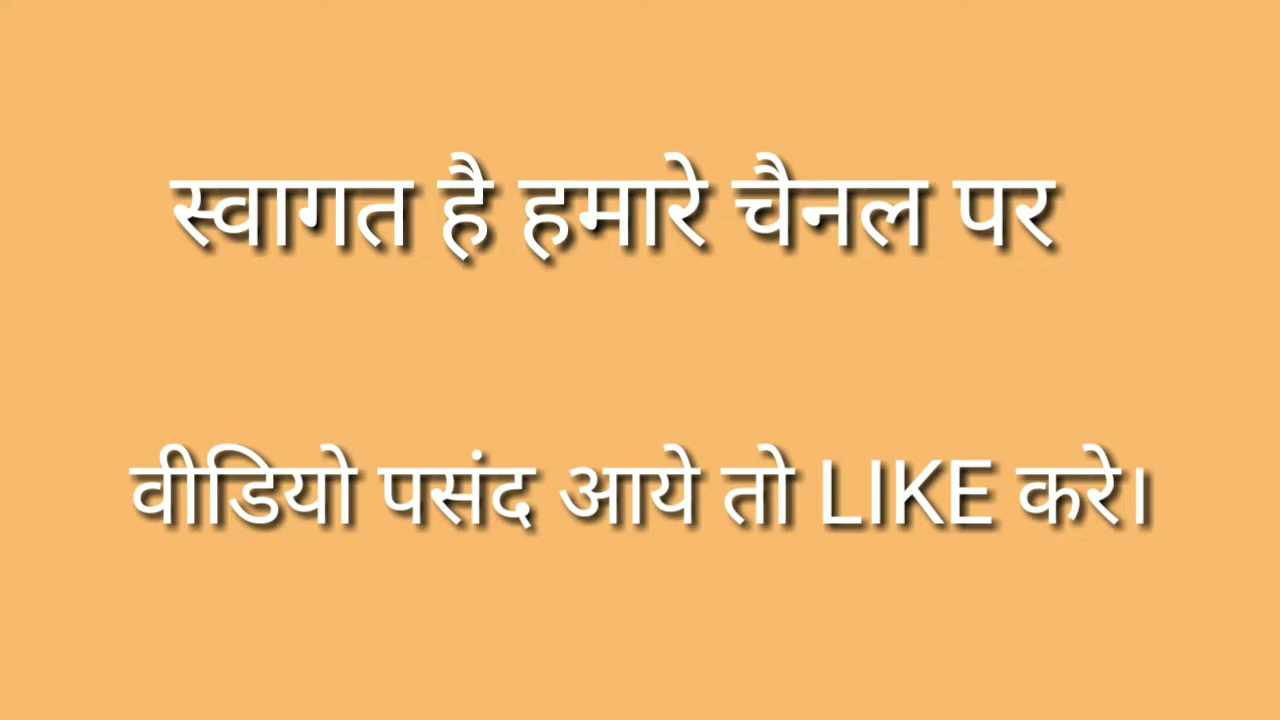 स्वागत है हमारे चैनल पर
वीडियो पसंद आये तो LIKE करे।